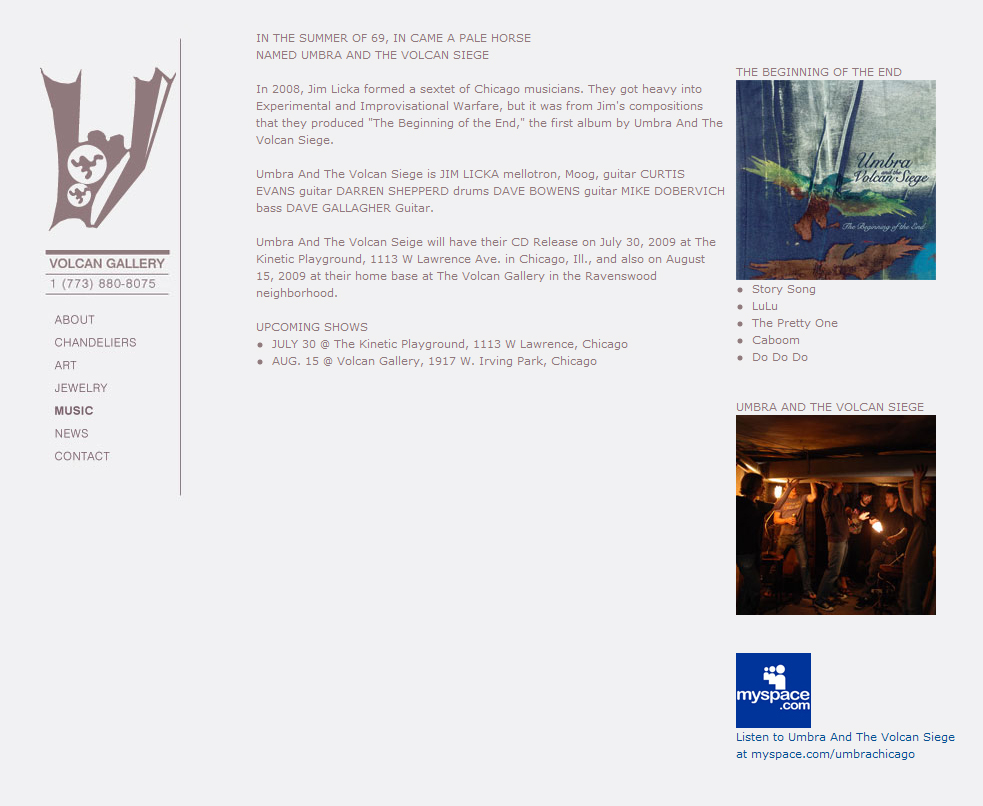 VOLCAN GALLERY
1 (773) 880-8075
ABOUT
CHANDELIERS
ART
JEWELRY
MUSIC
NEWS
CONTACT
IN THE SUMMER OF 69, IN CAME A PALE HORSE
NAMED UMBRA AND THE VOLCAN SIEGE
In 2008, Jim Licka formed a sextet of Chicago musicians. They got heavy into
Experimental and Improvisational Warfare, but it was from Jim's compositions
that they produced "The Beginning of the End," the first album by Umbra And The
Volcan Siege.
Umbra And The Volcan Siege is JIM LICKA mellotron, Moog, guitar CURTIS
EVANS guitar DARREN SHEPPERD drums DAVE BOWENS guitar MIKE DOBERVICH
bass DAVE GALLAGHER Guitar.
Umbra And The Volcan Seige will have their CD Release on July 30, 2009 at The
Kinetic Playground, 1113 W Lawrence Ave. in Chicago, Ill., and also on August
15, 2009 at their home base at The Volcan Gallery in the Ravenswood
neighborhood.
UPCOMING SHOWS
• JULY 30 @ The Kinetic Playground, 1113 W Lawrence, Chicago
• AUG. 15 @ Volcan Gallery, 1917 W. Irving Park, Chicago
THE BEGINNING OF THE END
Umbra
and the
Volcan Siege
The Beginning of the End
• Story Song
• LuLu
• The Pretty One
• Caboom
• Do Do Do
UMBRA AND THE VOLCAN SIEGE
myspace
.com
Listen to Umbra And The Volcan Siege
at myspace.com/umbrachicago